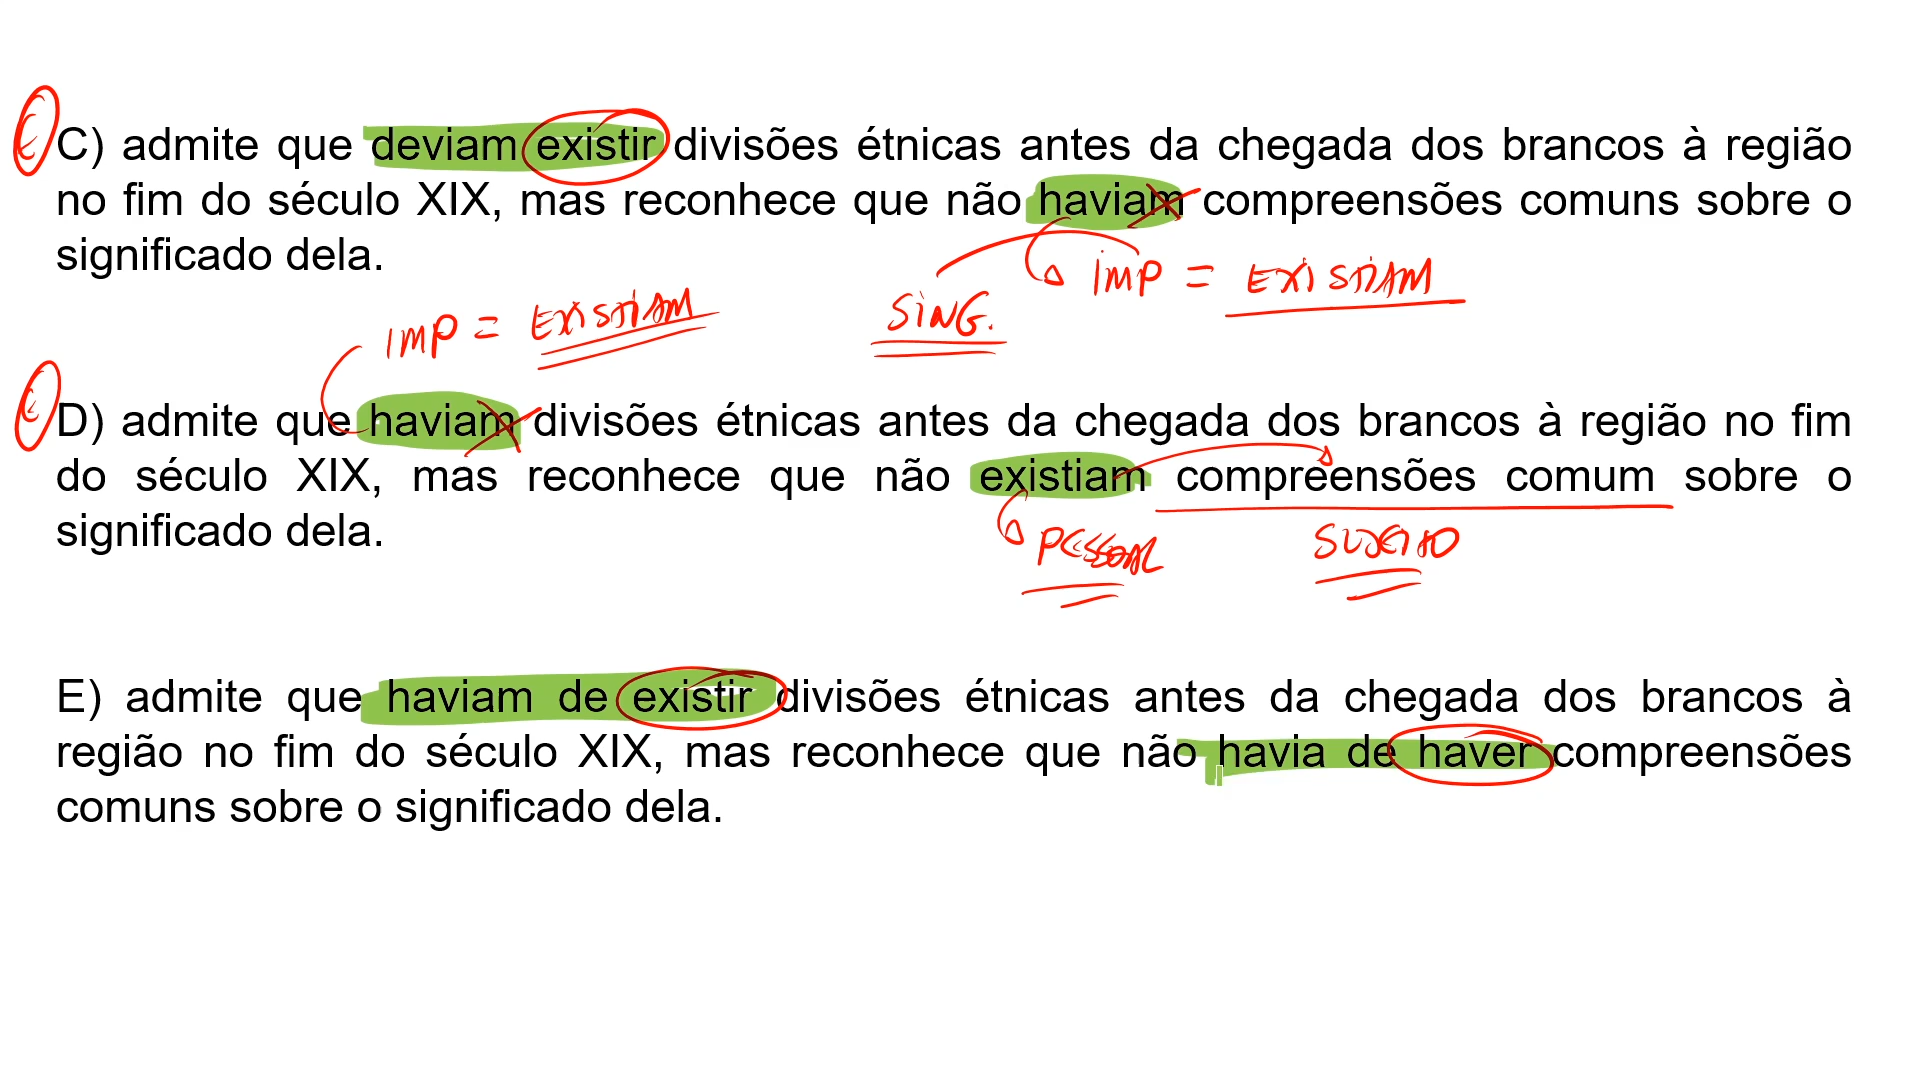 C) admite que deviam existir divisões étnicas antes da chegada dos brancos à região
no fim do século XIX, mas reconhece que não haviam compreensões comuns sobre o
significado dela.
IMP = EXISTIAM
SING.
IMP = EXISTIAM
D) admite que haviam divisões étnicas antes da chegada dos brancos à região no fim
do século XIX, mas reconhece que não existiam compreensões comum sobre o
significado dela.
PESSOAL
SUJEITO
E) admite que haviam de existir divisões étnicas antes da chegada dos brancos à
região no fim do século XIX, mas reconhece que não havia de haver compreensões
comuns sobre o significado dela.